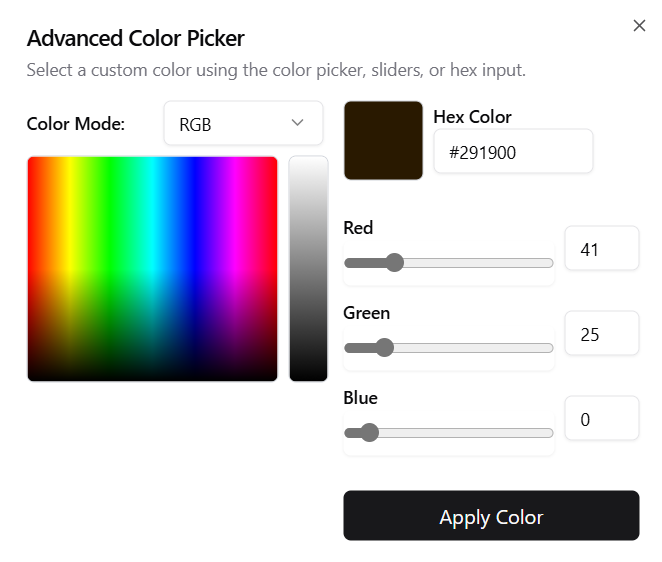 Advanced Color Picker
Select a custom color using the color picker, sliders, or hex input.
Color Mode:
RGB
Hex Color
#291900
Red
41
Green
25
Blue
0
Apply Color